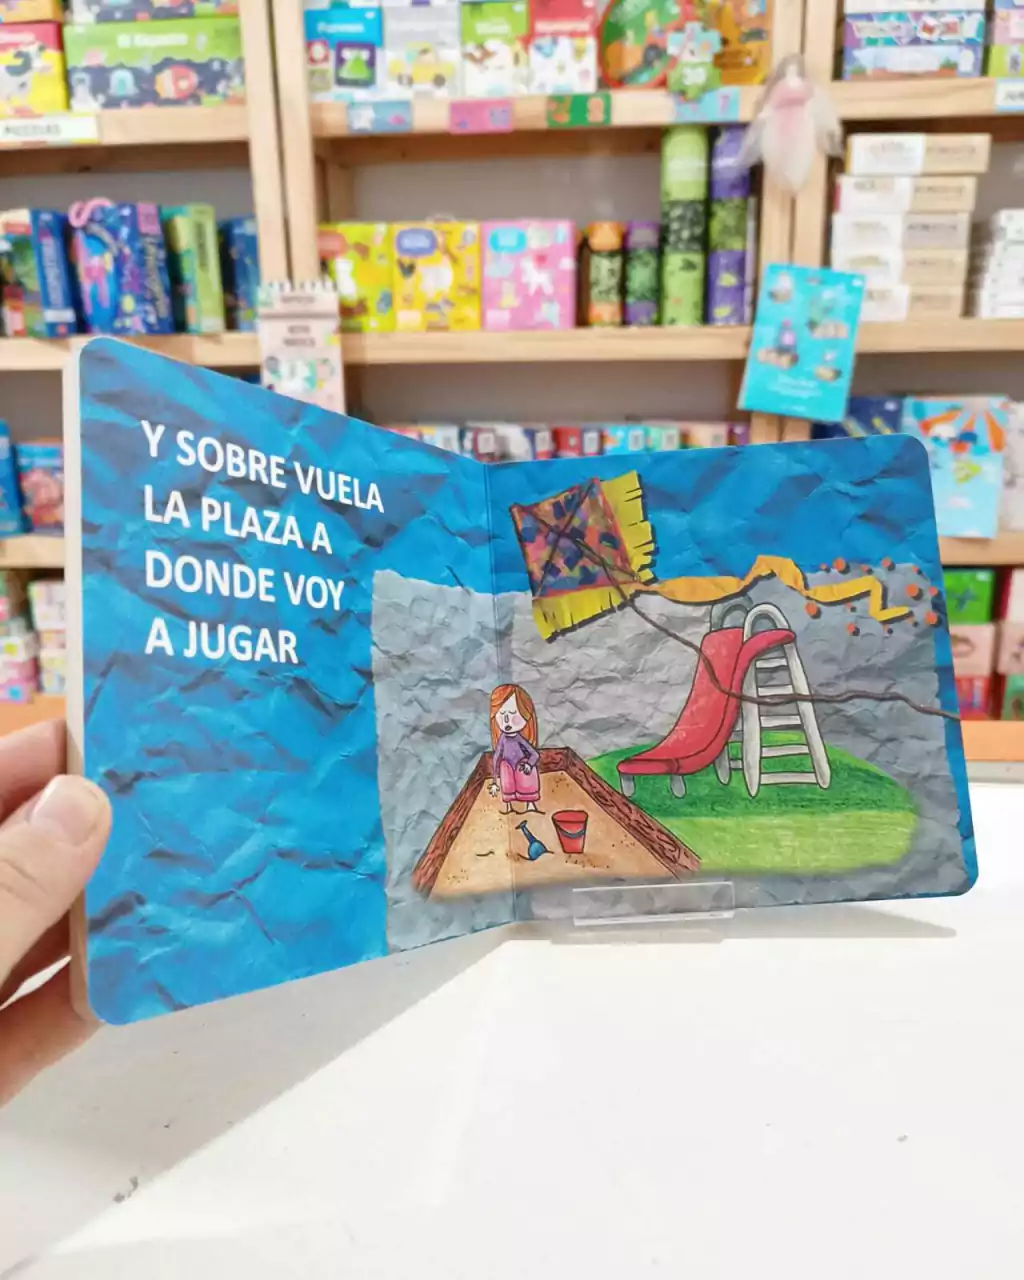 Y SOBRE VUELA
LA PLAZA A
DONDE VOY
A JUGAR